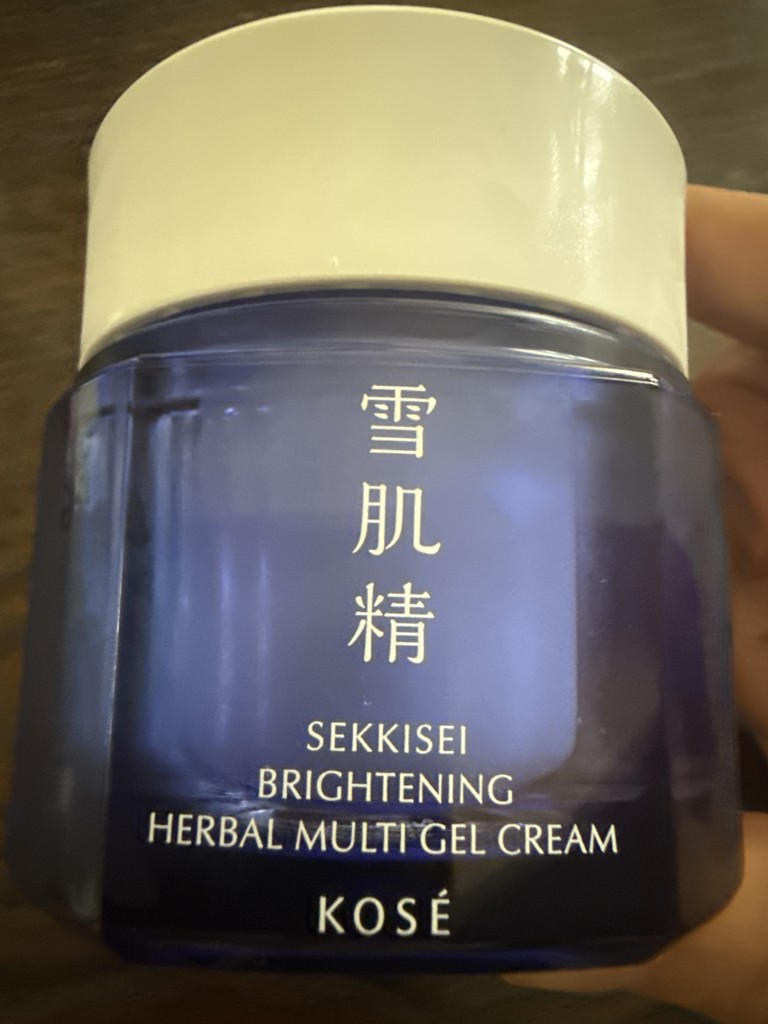 雪肌精
SEKKISEI
BRIGHTENING
HERBAL MULTI GEL CREAM
KOSÉ